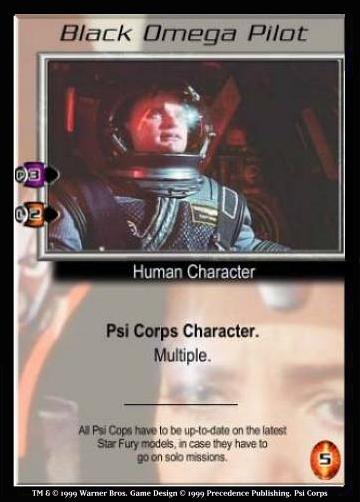 Black Omega Pilot
3
2
Human Character
Psi Corps Character.
Multiple.
All Psi Cops have to be up-to-date on the latest
Star Fury models, in case they have to
go on solo missions.
5
TM & © 1999 Warner Bros. Game Design © 1999 Precedence Publishing. Psi Corps